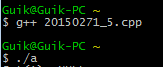 Guik@Guik-PC ~
$ g++ 20150271_5.cpp
Guik@Guik-PC ~
$ ./a